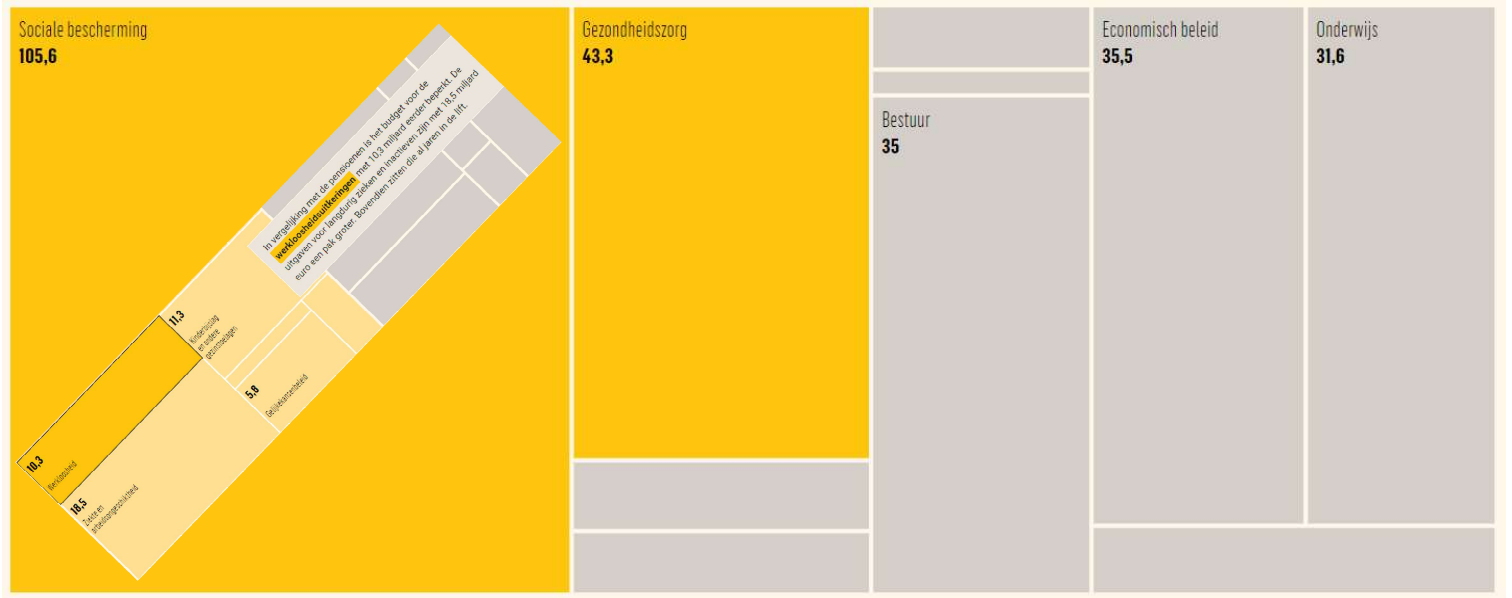 Sociale bescherming
105,6
Gezondheidszorg
43,3
Bestuur
35
Economisch beleid
35,5
Onderwijs
31,6
In vergelijking met de pensioenen is het budget voor de
werkloosheidsuitkeringen met 10,3 miljard eerder beperkt. De
uitgaven voor langdurig zieken en inactieven zijn met 18,5 miljard
euro een pak groter. Bovendien zitten die al jaren in de lift.
11,3
Kinderbijslag
en andere
gezinstoelagen
10,3
Werkloosheid
18,5
Ziekte en
arbeidsongeschiktheid
5,8
Gelijkekansenbeleid